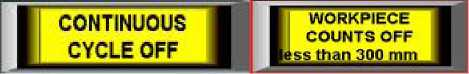 CONTINUOUS
CYCLE OFF
WORKPIECE
COUNTS OFF
less than 300 mm